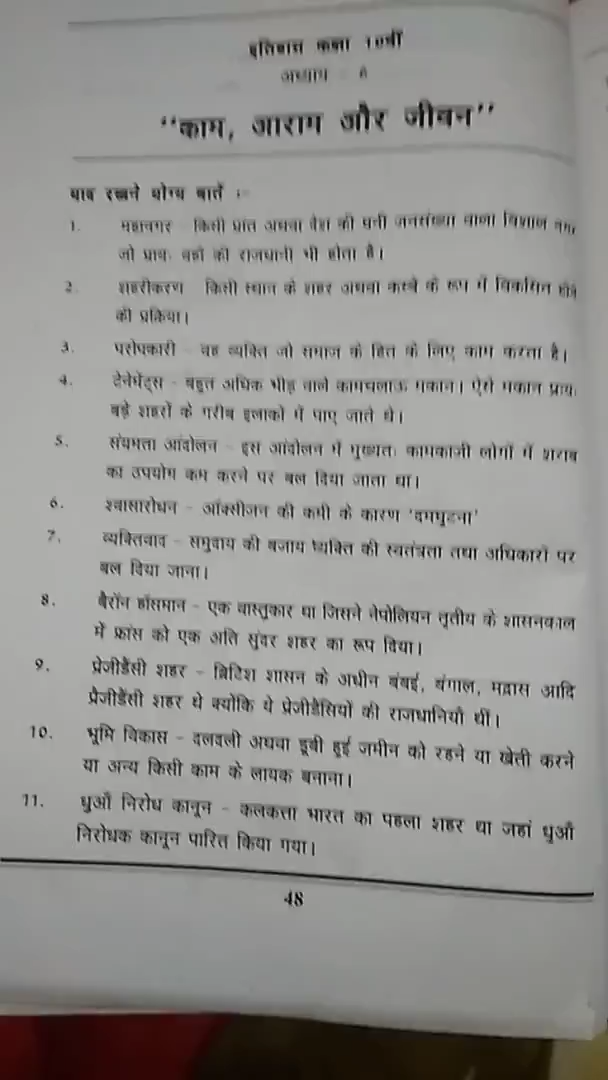 इतिहास कक्षा 10वीं
अध्याय - 6
"काम, आराम और जीवन"
याद रखने योग्य बातें :-
1. महानगर - किसी प्रांत अथवा देश की घनी जनसंख्या वाला विशाल नगर
जो प्रायः वहाँ की राजधानी भी होता है।
2. शहरीकरण - किसी स्थान के शहर अथवा कस्बे के रूप में विकसित होने
की प्रक्रिया।
3. परोपकारी - वह व्यक्ति जो समाज के हित के लिए काम करता है।
4. टेनेमेंट्स - बहुत अधिक भीड़ वाले कामचलाऊ मकान। ऐसे मकान प्रायः
बड़े शहरों के गरीब इलाकों में पाए जाते थे।
5. संयमता आंदोलन - इस आंदोलन में मुख्यतः कामकाजी लोगों में शराब
का उपयोग कम करने पर बल दिया जाता था।
6. श्वासारोधन - ऑक्सीजन की कमी के कारण 'दमघुटना'
7. व्यक्तिवाद - समुदाय की बजाय व्यक्ति की स्वतंत्रता तथा अधिकारों पर
बल दिया जाना।
8. बैरॉन हॉसमान - एक वास्तुकार था जिसने नेपोलियन तृतीय के शासनकाल
में फ्रांस को एक अति सुंदर शहर का रूप दिया।
9. प्रेजीडैंसी शहर - ब्रिटिश शासन के अधीन बंबई, बंगाल, मद्रास आदि
प्रैजीडैंसी शहर थे क्योंकि ये प्रेजीडैसियों की राजधानियाँ थीं।
10. भूमि विकास - दलदली अथवा डूबी हुई जमीन को रहने या खेती करने
या अन्य किसी काम के लायक बनाना।
11. धुआँ निरोध कानून - कलकत्ता भारत का पहला शहर था जहां धुआँ
निरोधक कानून पारित किया गया।
48